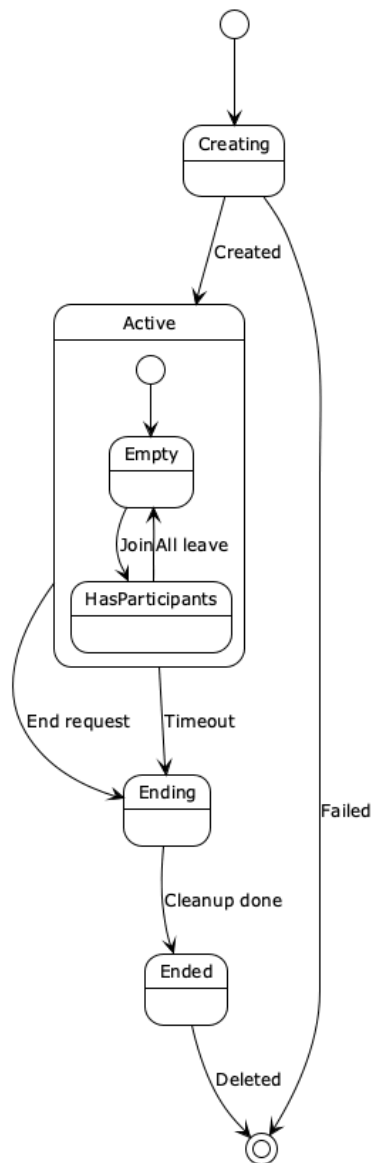 Creating
Created
Active
Empty
Join All leave
HasParticipants
End request Timeout
Ending
Failed
Cleanup done
Ended
Deleted